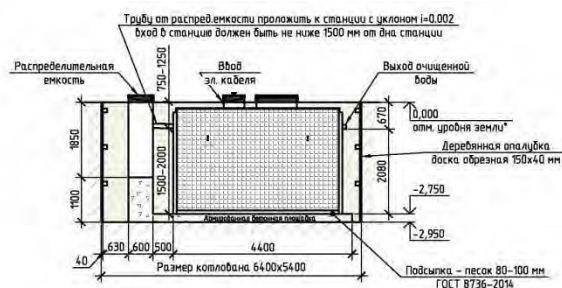 Трубу от распред.емкости проложить к станции с уклоном i=0.002
вход в станцию должен быть не ниже 1500 мм от дна станции
Распределительная
емкость
750-1250
Ввод
эл. кабеля
Выход очищенной
воды
670
0,000
отм. уровня земли*
Деревянная опалубка
доска обрезная 150х40 мм
1850
1500-2000
2080
1100
-2,750
Армированная бетонная площадка
-2,950
630
600
500
4400
40
Размер котлована 6400х5400
Подсыпка - песок 80-100 мм
ГОСТ 8736-2014